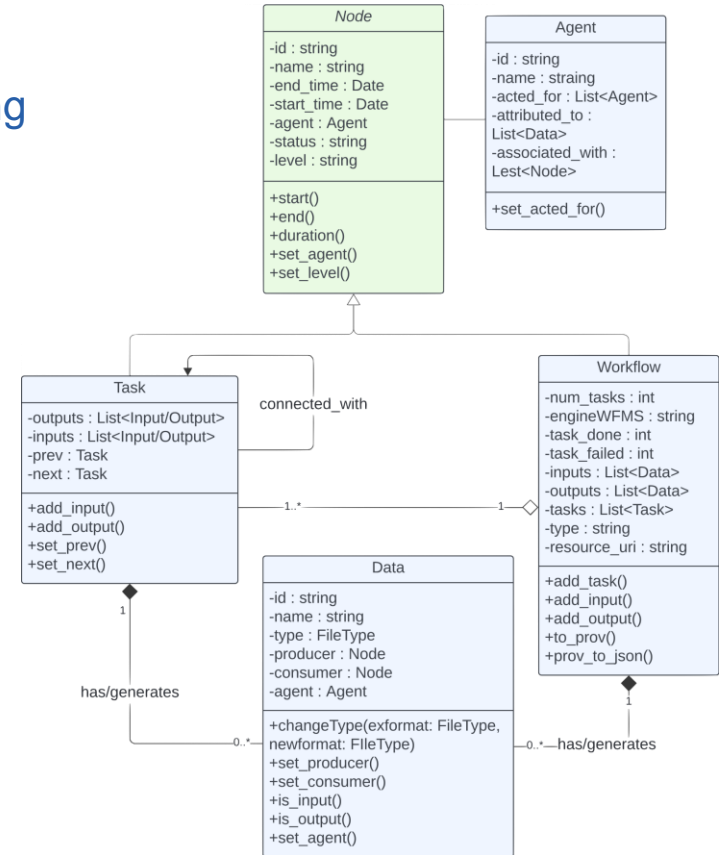 ng
Node
-id : string
-name : string
-end_time : Date
-start_time : Date
-agent : Agent
-status : string
-level : string
+start()
+end()
+duration()
+set_agent()
+set_level()
Agent
-id : string
-name : straing
-acted_for : List<Agent>
-attributed_to :
List<Data>
-associated_with :
Lest<Node>
+set_acted_for()
Task
-outputs : List<Input/Output>
-inputs : List<Input/Output>
-prev : Task
-next : Task
+add_input()
+add_output()
+set_prev()
+set_next()
connected_with
Workflow
-num_tasks : int
-engineWFMS : string
-task_done : int
-task_failed : int
-inputs : List<Data>
-outputs : List<Data>
-tasks : List<Task>
-type : string
-resource_uri : string
+add_task()
+add_input()
+add_output()
+to_prov()
+prov_to_json()
1..*
1
Data
-id : string
-name : string
-type : FileType
-producer : Node
-consumer : Node
-agent : Agent
+changeType(exformat: FileType,
newformat: FIleType)
+set_producer()
+set_consumer()
+is_input()
+is_output()
+set_agent()
1
has/generates
0..*
1
0..*
has/generates